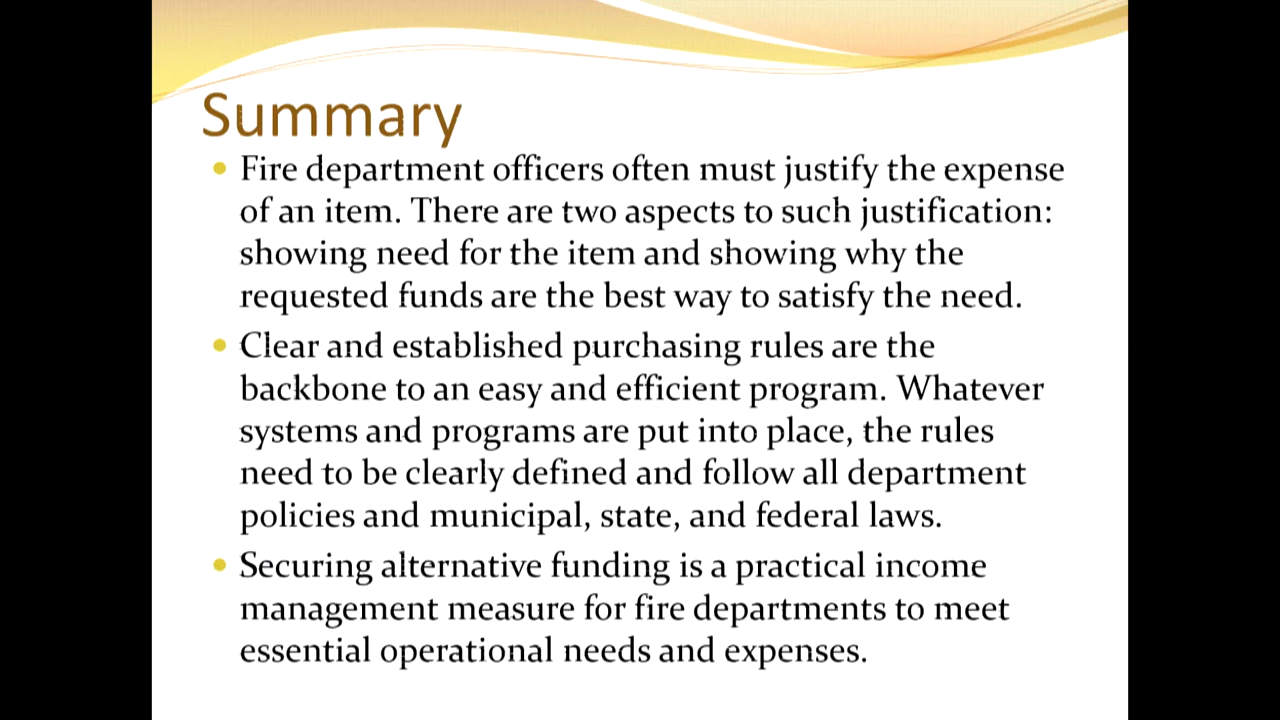 Summary
• Fire department officers often must justify the expense
of an item. There are two aspects to such justification:
showing need for the item and showing why the
requested funds are the best way to satisfy the need.
• Clear and established purchasing rules are the
backbone to an easy and efficient program. Whatever
systems and programs are put into place, the rules
need to be clearly defined and follow all department
policies and municipal, state, and federal laws.
• Securing alternative funding is a practical income
management measure for fire departments to meet
essential operational needs and expenses.